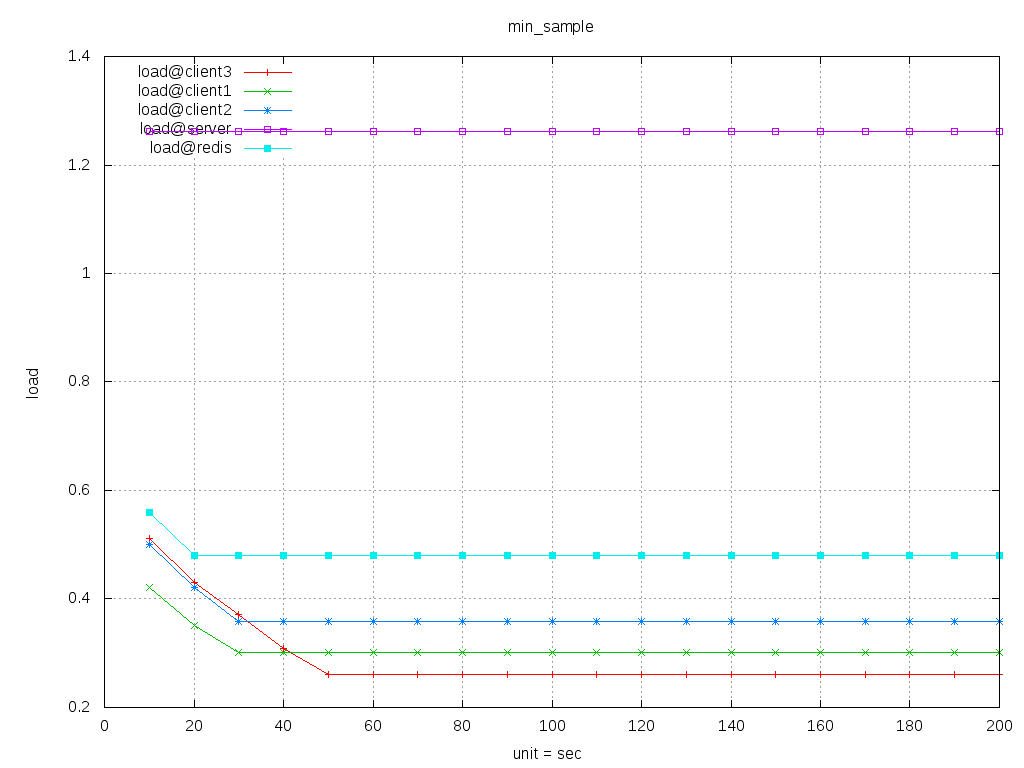 min_sample
1.4
load@client3
load@client1
load@client2
load@server
load@redis
1.2
1
0.8
load
0.6
0.4
0.2
0 20 40 60 80 100 120 140 160 180 200
unit = sec